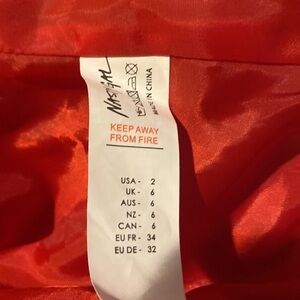 NASTY GAL
MADE IN CHINA
KEEP AWAY
FROM FIRE
USA - 2
UK - 6
AUS - 6
NZ - 6
CAN - 6
EU FR - 34
EU DE - 32